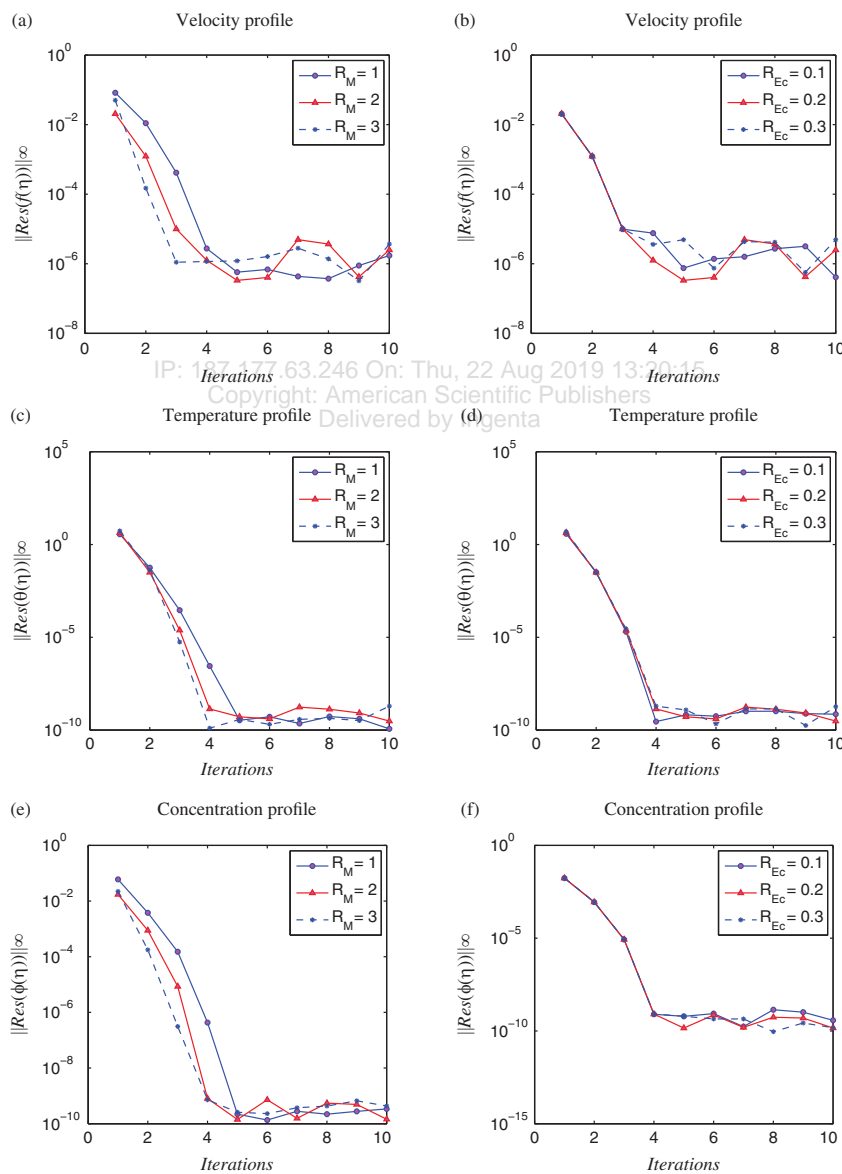 (a) Velocity profile
10^0
10^-2
10^-4
10^-6
10^-8
||Res(f(η))||∞
R_M = 1
R_M = 2
R_M = 3
0 2 4 6 8 10
Iterations
(b) Velocity profile
10^0
10^-2
10^-4
10^-6
10^-8
||Res(f(η))||∞
R_Ec = 0.1
R_Ec = 0.2
R_Ec = 0.3
0 2 4 6 8 10
Iterations
IP: 187.177.63.246 On: Thu, 22 Aug 2019 13:20:15
Copyright: American Scientific Publishers
Delivered by Ingenta
(c) Temperature profile
10^5
10^0
10^-5
10^-10
||Res(θ(η))||∞
R_M = 1
R_M = 2
R_M = 3
0 2 4 6 8 10
Iterations
(d) Temperature profile
10^5
10^0
10^-5
10^-10
||Res(θ(η))||∞
R_Ec = 0.1
R_Ec = 0.2
R_Ec = 0.3
0 2 4 6 8 10
Iterations
(e) Concentration profile
10^0
10^-2
10^-4
10^-6
10^-8
10^-10
||Res(ϕ(η))||∞
R_M = 1
R_M = 2
R_M = 3
0 2 4 6 8 10
Iterations
(f) Concentration profile
10^0
10^-5
10^-10
10^-15
||Res(ϕ(η))||∞
R_Ec = 0.1
R_Ec = 0.2
R_Ec = 0.3
0 2 4 6 8 10
Iterations